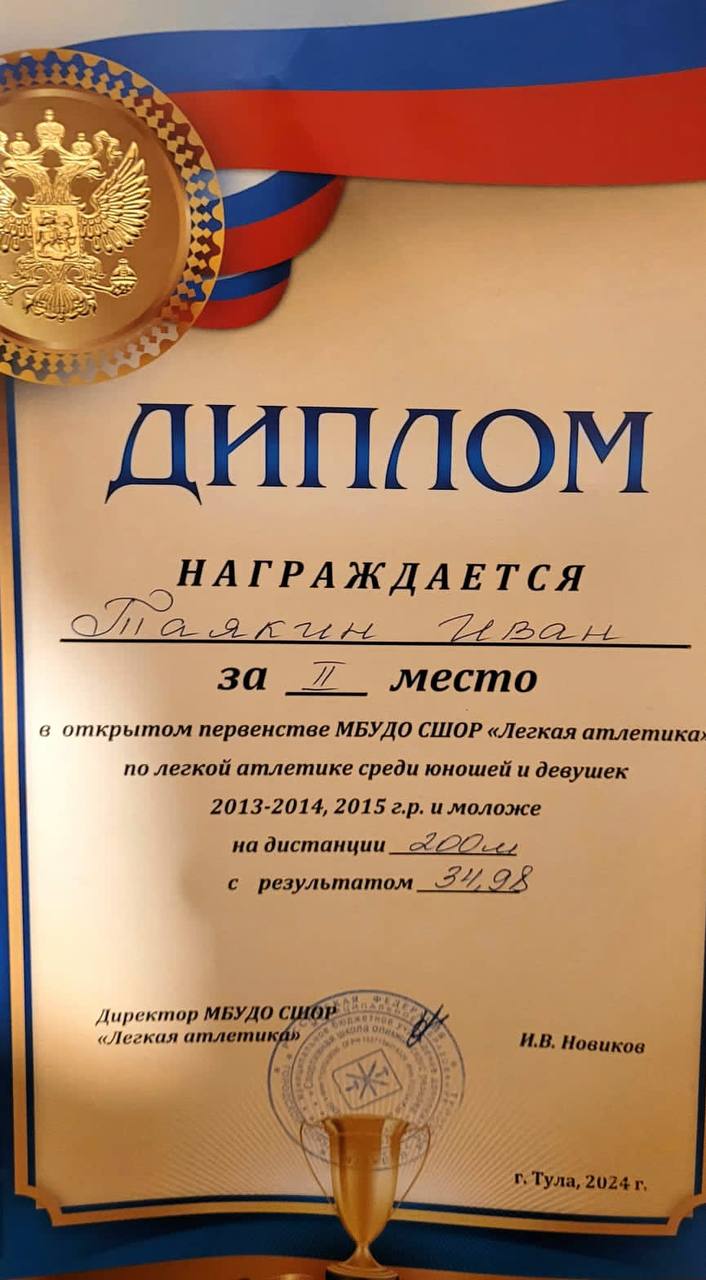 ДИПЛОМ
НАГРАЖДАЕТСЯ
Таякин Иван
за II место
в открытом первенстве МБУДО СШОР «Легкая атлетика»
по легкой атлетике среди юношей и девушек
2013-2014, 2015 г.р. и моложе
на дистанции 200м
с результатом 34,98
Директор МБУДО СШОР
«Легкая атлетика»
И.В. Новиков
г. Тула, 2024 г.